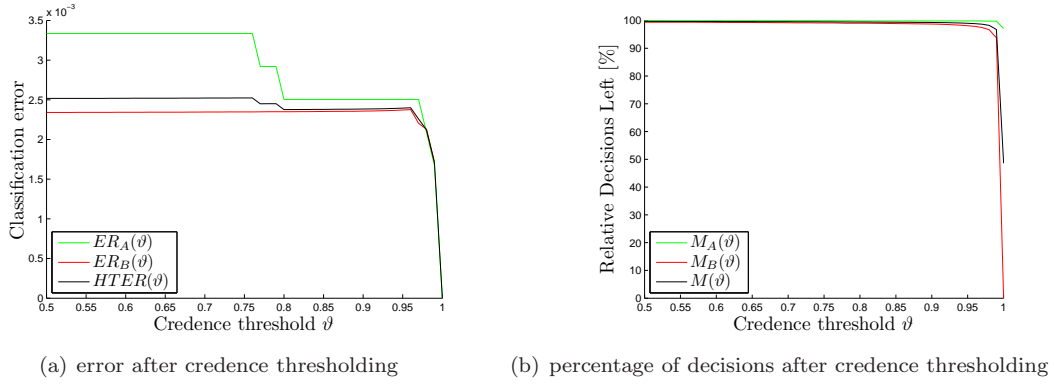 x 10⁻³
3.5
3
2.5
2
1.5
1
0.5
0
Classification error
ER_A(ϑ)
ER_B(ϑ)
HTER(ϑ)
0.5 0.55 0.6 0.65 0.7 0.75 0.8 0.85 0.9 0.95 1
Credence threshold ϑ
(a) error after credence thresholding
100
90
80
70
60
50
40
30
20
10
0
Relative Decisions Left [%]
M_A(ϑ)
M_B(ϑ)
M(ϑ)
0.5 0.55 0.6 0.65 0.7 0.75 0.8 0.85 0.9 0.95 1
Credence threshold ϑ
(b) percentage of decisions after credence thresholding